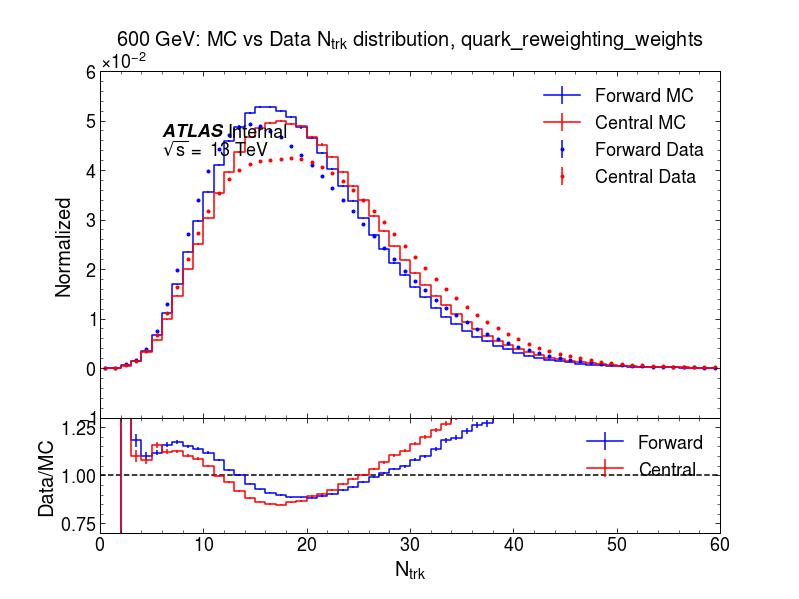 600 GeV: MC vs Data N_trk distribution, quark_reweighting_weights
×10⁻²
6
5
4
3
2
1
0
−1
Normalized
ATLAS Internal
√s = 13 TeV
Forward MC
Central MC
Forward Data
Central Data
1.25
1.00
0.75
Data/MC
Forward
Central
0 10 20 30 40 50 60
N_trk